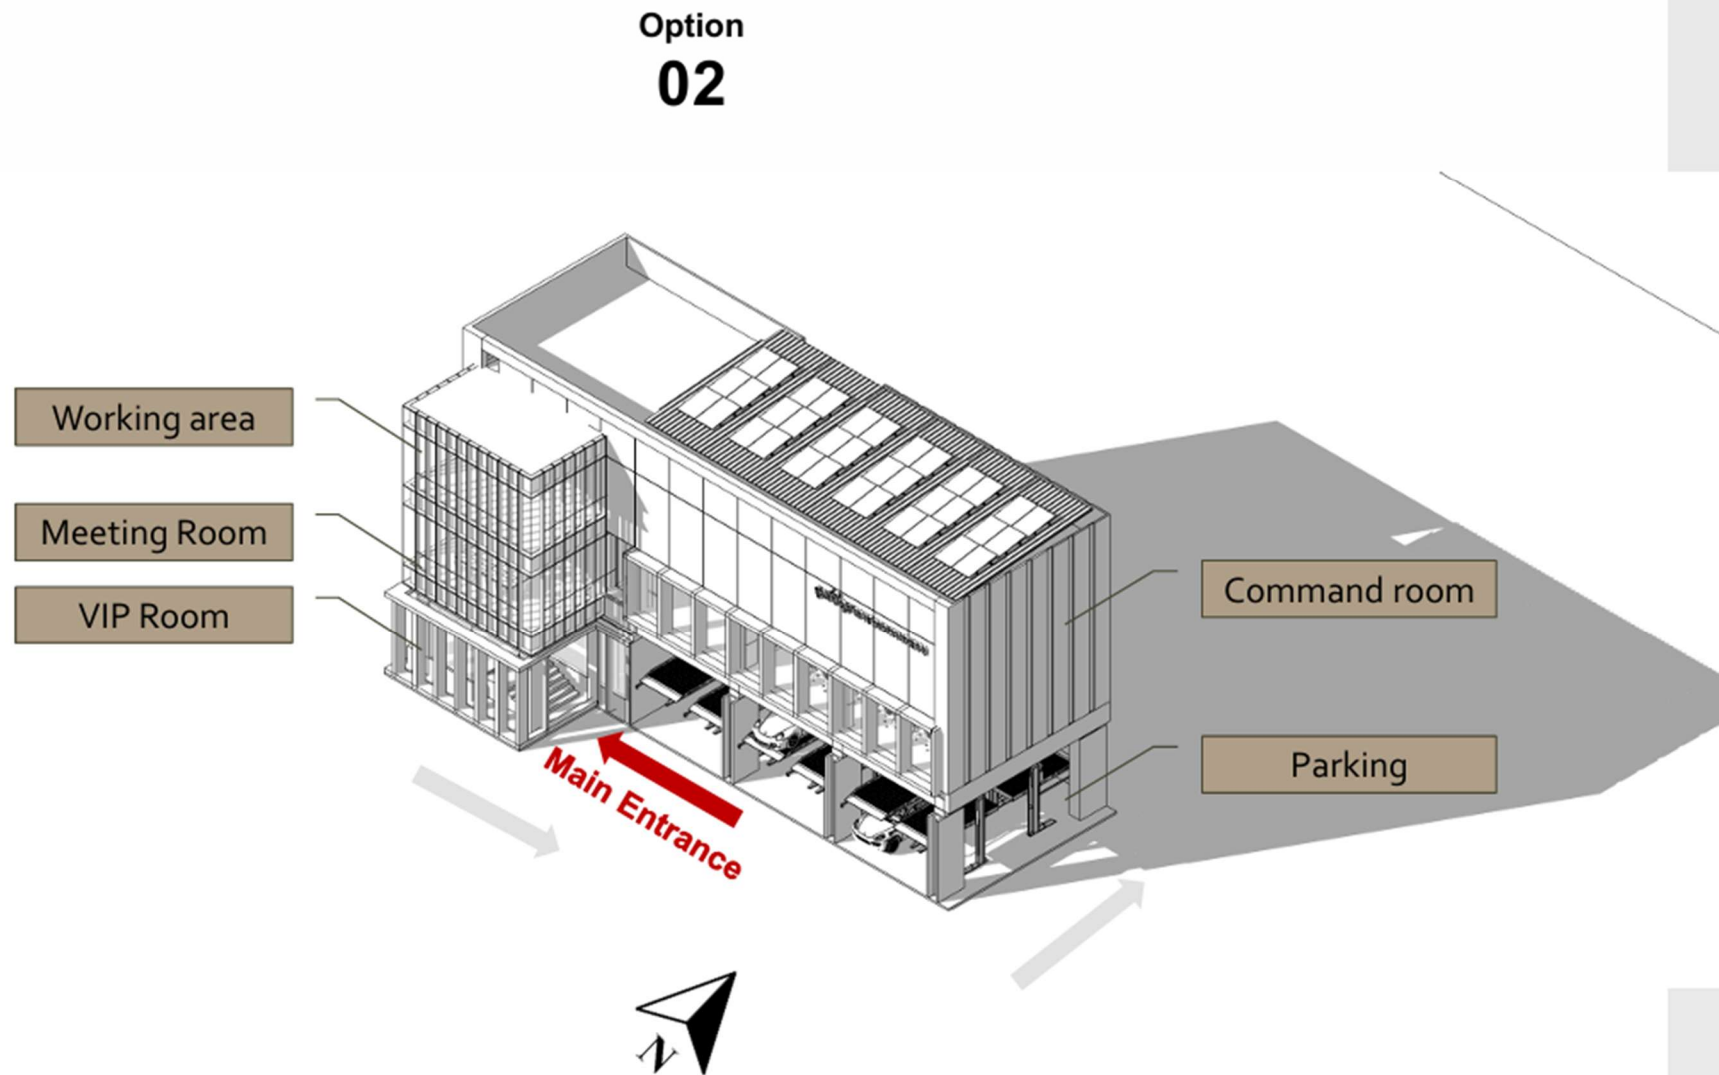 Option
02
Working area
Meeting Room
VIP Room
Command room
Parking
Main Entrance
N